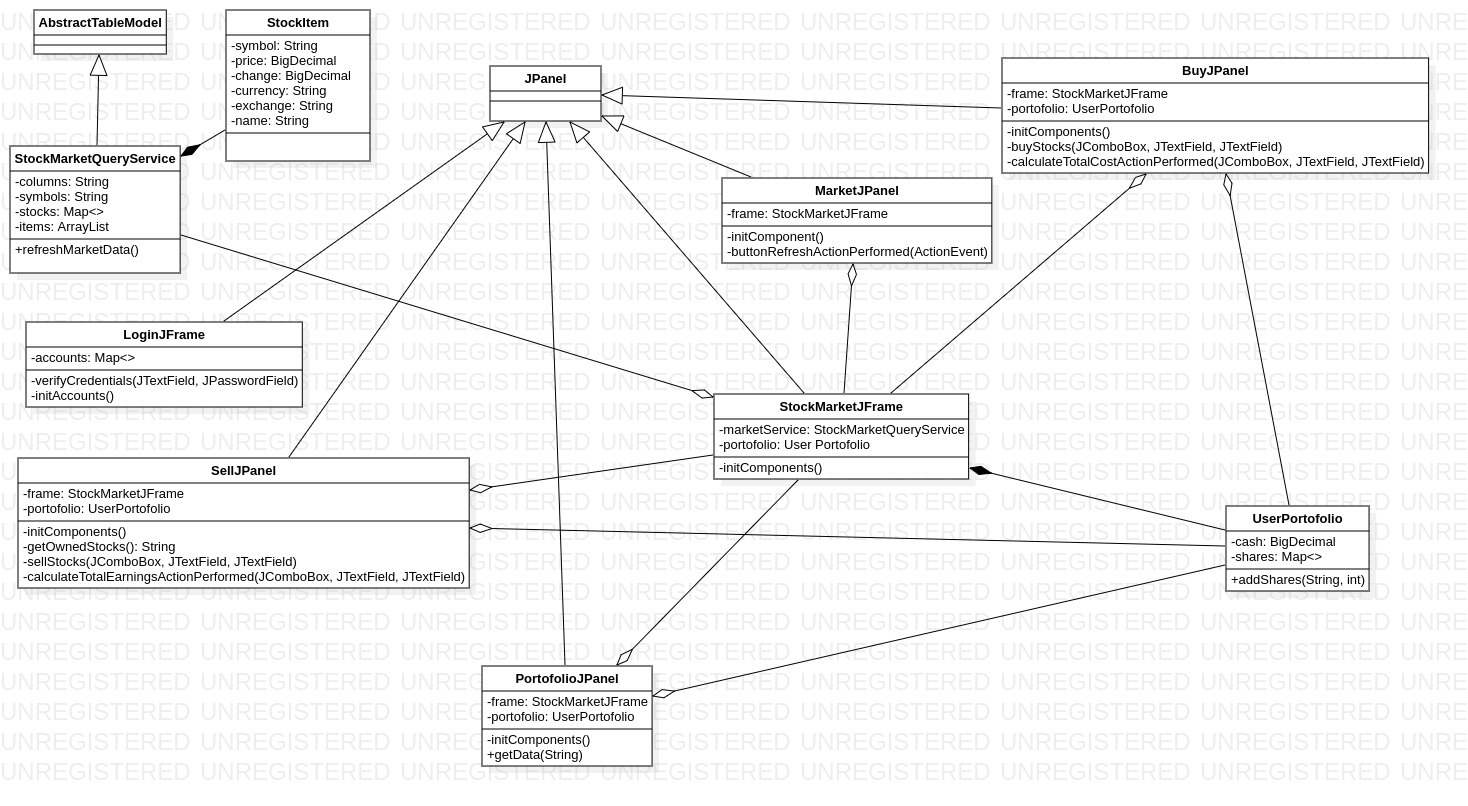 AbstractTableModel
StockItem
-symbol: String
-price: BigDecimal
-change: BigDecimal
-currency: String
-exchange: String
-name: String
JPanel
BuyJPanel
-frame: StockMarketJFrame
-portofolio: UserPortofolio
-initComponents()
-buyStocks(JComboBox, JTextField, JTextField)
-calculateTotalCostActionPerformed(JComboBox, JTextField, JTextField)
StockMarketQueryService
-columns: String
-symbols: String
-stocks: Map<>
-items: ArrayList
+refreshMarketData()
MarketJPanel
-frame: StockMarketJFrame
-initComponent()
-buttonRefreshActionPerformed(ActionEvent)
LoginJFrame
-accounts: Map<>
-verifyCredentials(JTextField, JPasswordField)
-initAccounts()
StockMarketJFrame
-marketService: StockMarketQueryService
-portofolio: User Portofolio
-initComponents()
SellJPanel
-frame: StockMarketJFrame
-portofolio: UserPortofolio
-initComponents()
-getOwnedStocks(): String
-sellStocks(JComboBox, JTextField, JTextField)
-calculateTotalEarningsActionPerformed(JComboBox, JTextField, JTextField)
UserPortofolio
-cash: BigDecimal
-shares: Map<>
+addShares(String, int)
PortofolioJPanel
-frame: StockMarketJFrame
-portofolio: UserPortofolio
-initComponents()
+getData(String)
UNREGISTERED